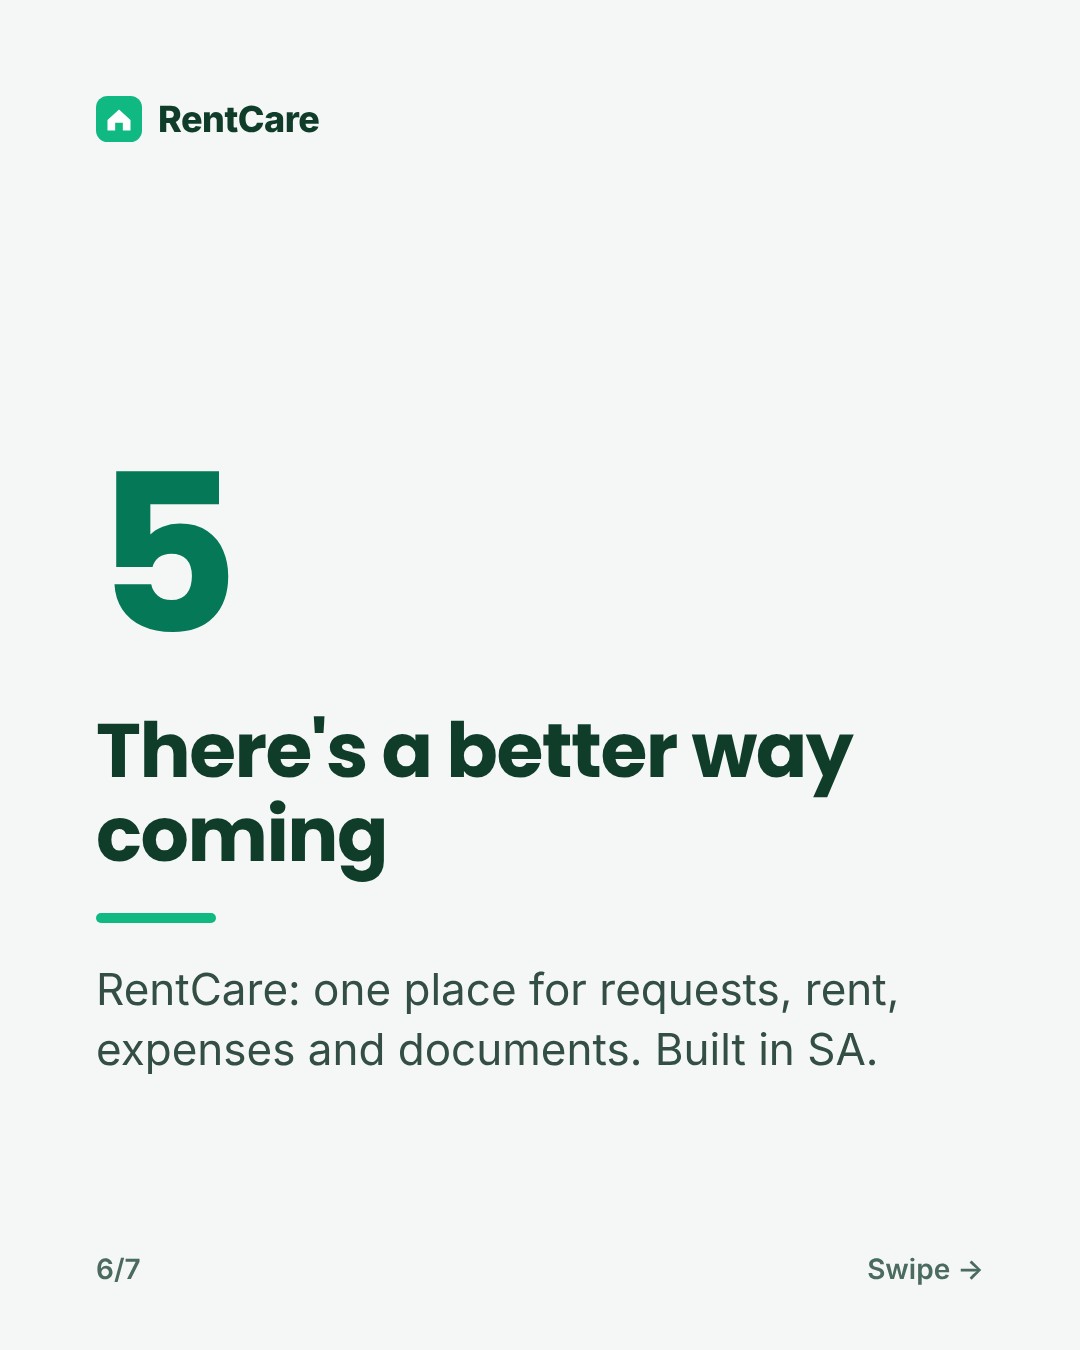 RentCare
5
There's a better way
coming
RentCare: one place for requests, rent,
expenses and documents. Built in SA.
6/7
Swipe →